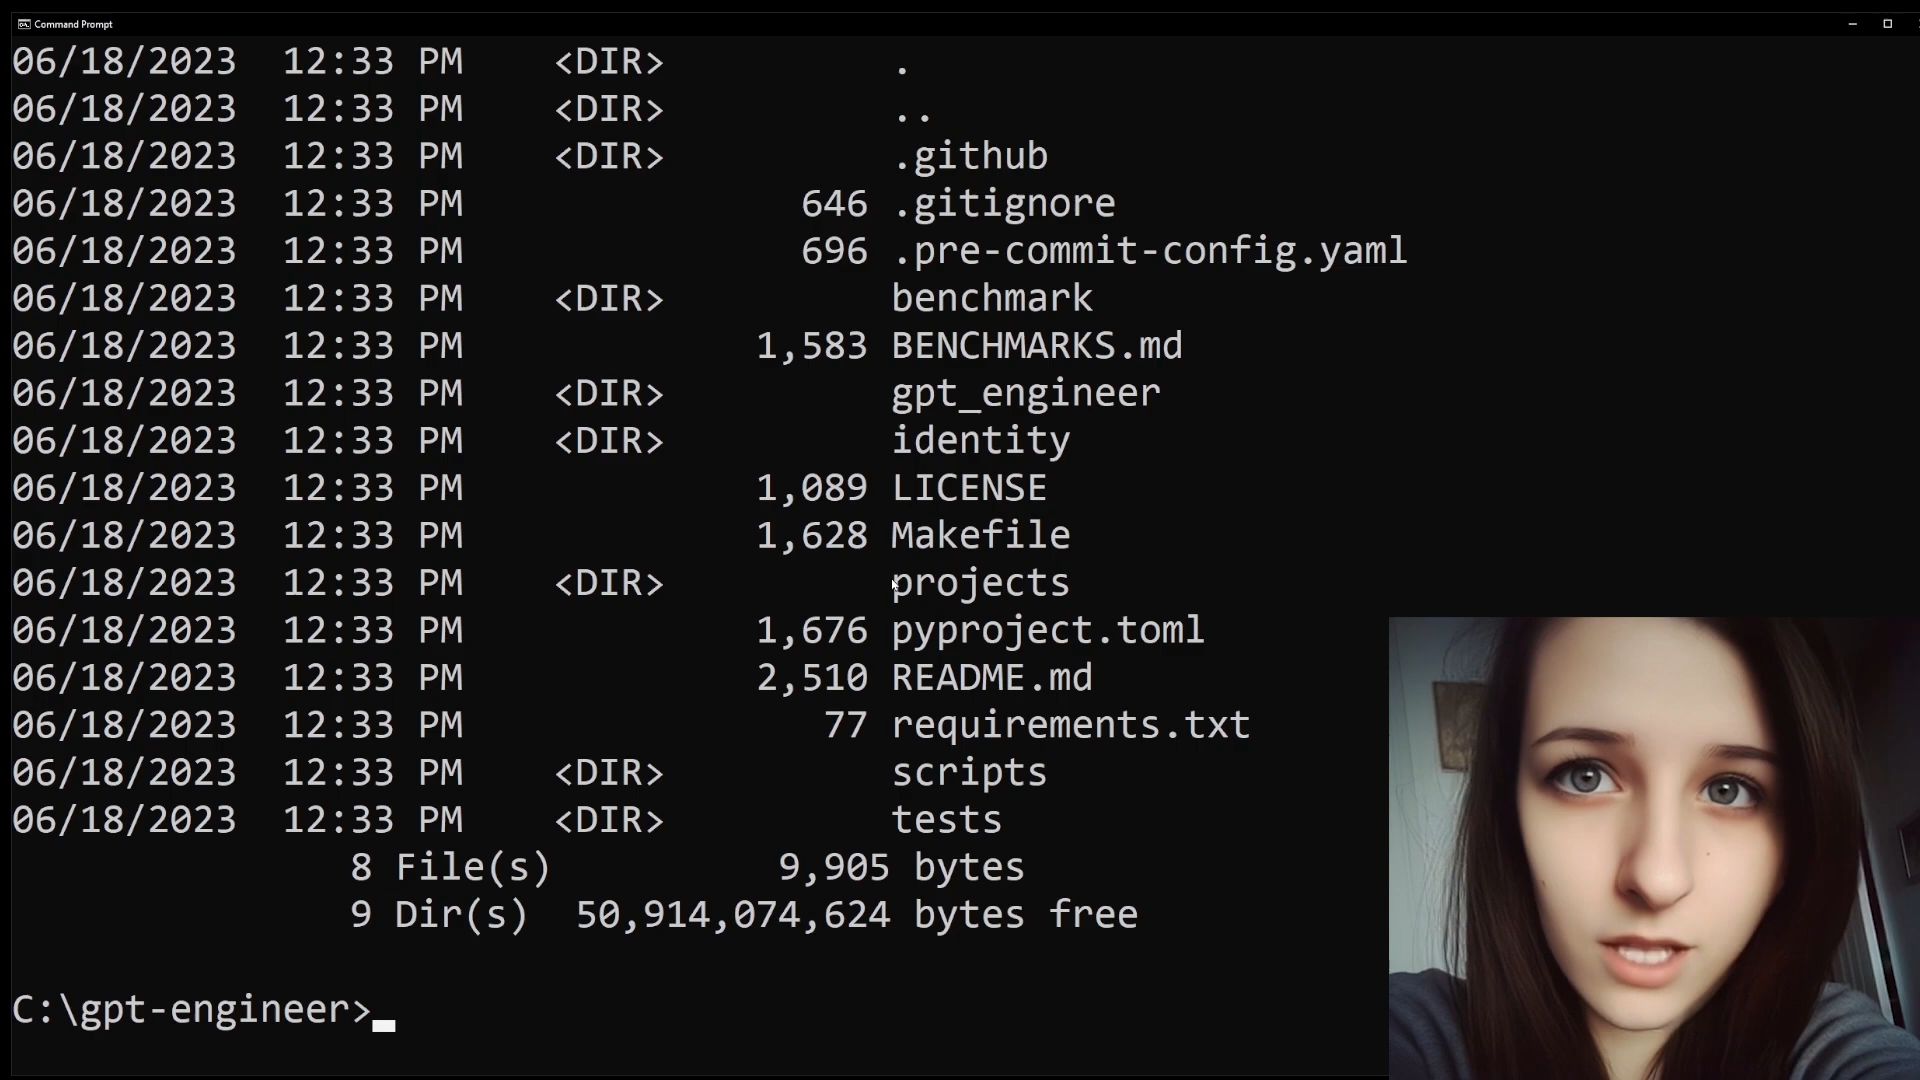 Command Prompt
06/18/2023  12:33 PM    <DIR>          .
06/18/2023  12:33 PM    <DIR>          ..
06/18/2023  12:33 PM    <DIR>          .github
06/18/2023  12:33 PM               646 .gitignore
06/18/2023  12:33 PM               696 .pre-commit-config.yaml
06/18/2023  12:33 PM    <DIR>          benchmark
06/18/2023  12:33 PM             1,583 BENCHMARKS.md
06/18/2023  12:33 PM    <DIR>          gpt_engineer
06/18/2023  12:33 PM    <DIR>          identity
06/18/2023  12:33 PM             1,089 LICENSE
06/18/2023  12:33 PM             1,628 Makefile
06/18/2023  12:33 PM    <DIR>          projects
06/18/2023  12:33 PM             1,676 pyproject.toml
06/18/2023  12:33 PM             2,510 README.md
06/18/2023  12:33 PM                77 requirements.txt
06/18/2023  12:33 PM    <DIR>          scripts
06/18/2023  12:33 PM    <DIR>          tests
               8 File(s)          9,905 bytes
               9 Dir(s)  50,914,074,624 bytes free
C:\gpt-engineer>